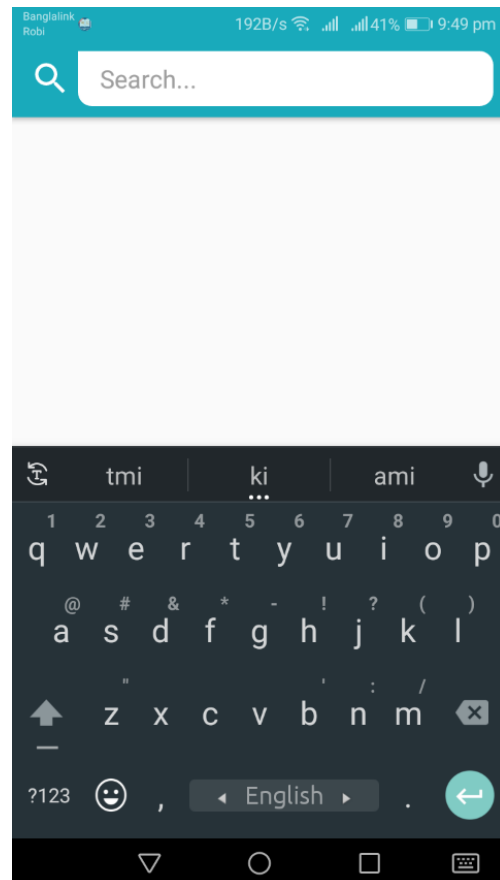 Banglalink
Robi
192B/s 41% 9:49 pm
Search...
tmi ki ami
1 2 3 4 5 6 7 8 9 0
q w e r t y u i o p
@ # & * - ! ? ( )
a s d f g h j k l
" ' : /
z x c v b n m
?123 , English .